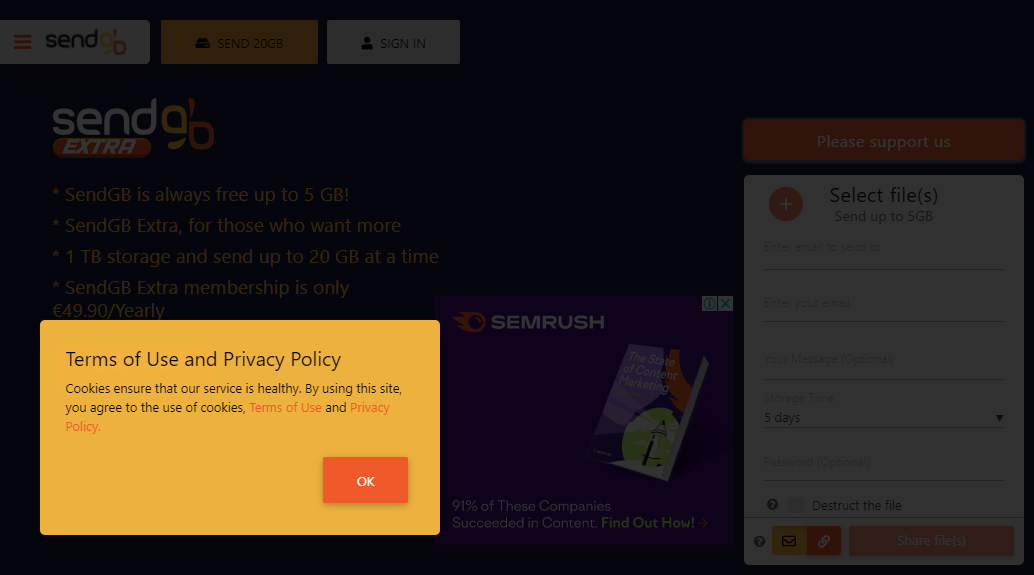 sendgb
SEND 20GB
SIGN IN
sendgb
EXTRA
* SendGB is always free up to 5 GB!
* SendGB Extra, for those who want more
* 1 TB storage and send up to 20 GB at a time
* SendGB Extra membership is only
€49.90/Yearly
Terms of Use and Privacy Policy
Cookies ensure that our service is healthy. By using this site,
you agree to the use of cookies, Terms of Use and Privacy
Policy.
OK
SEMRUSH
The State
of Content
Marketing
91% of These Companies
Succeeded in Content. Find Out How!
Please support us
Select file(s)
Send up to 5GB
Enter email to send to
Enter your email
Your Message (Optional)
Storage Time
5 days
Password (Optional)
Destruct the file
Share file(s)